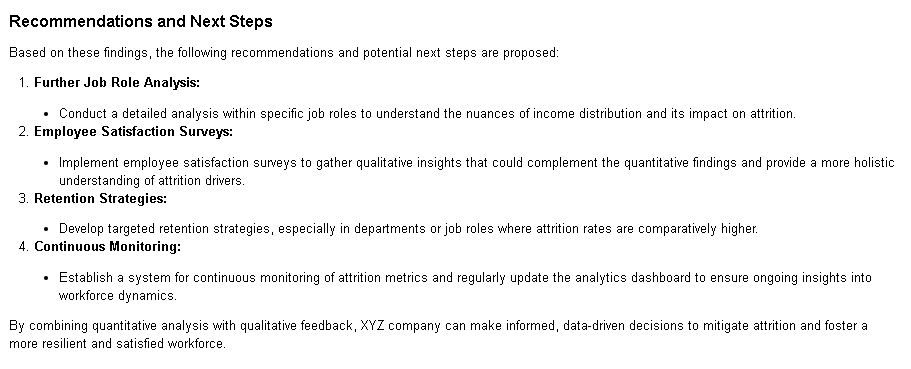 Recommendations and Next Steps
Based on these findings, the following recommendations and potential next steps are proposed:
1. Further Job Role Analysis:
• Conduct a detailed analysis within specific job roles to understand the nuances of income distribution and its impact on attrition.
2. Employee Satisfaction Surveys:
• Implement employee satisfaction surveys to gather qualitative insights that could complement the quantitative findings and provide a more holistic
understanding of attrition drivers.
3. Retention Strategies:
• Develop targeted retention strategies, especially in departments or job roles where attrition rates are comparatively higher.
4. Continuous Monitoring:
• Establish a system for continuous monitoring of attrition metrics and regularly update the analytics dashboard to ensure ongoing insights into
workforce dynamics.
By combining quantitative analysis with qualitative feedback, XYZ company can make informed, data-driven decisions to mitigate attrition and foster a
more resilient and satisfied workforce.